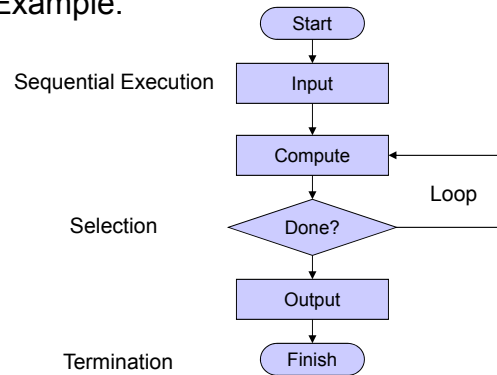 Example:
Start
Sequential Execution
Input
Compute
Loop
Selection
Done?
Output
Termination
Finish